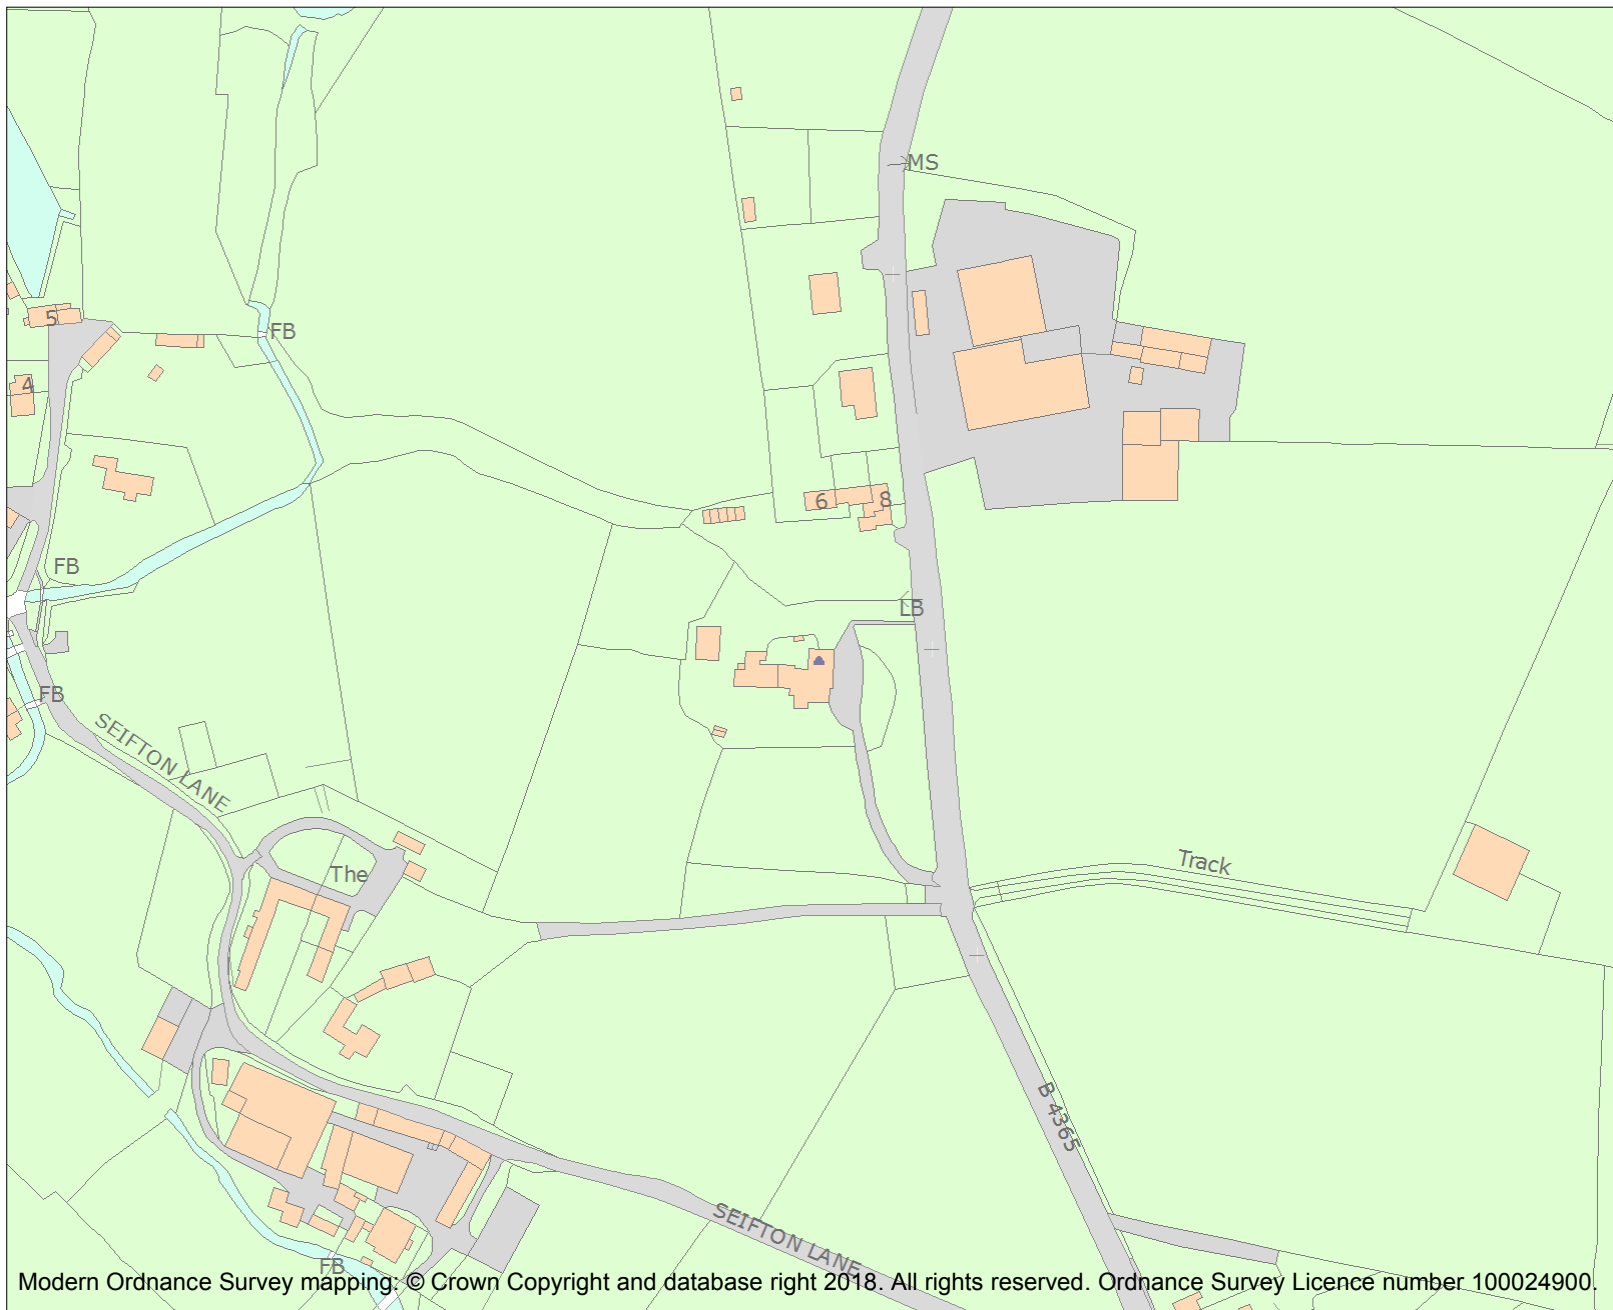 MS
5
FB
4
6
8
FB
LB
FB
SEIFTON LANE
Track
The
B 4365
SEIFTON LANE
FB
Modern Ordnance Survey mapping: © Crown Copyright and database right 2018. All rights reserved. Ordnance Survey Licence number 100024900.